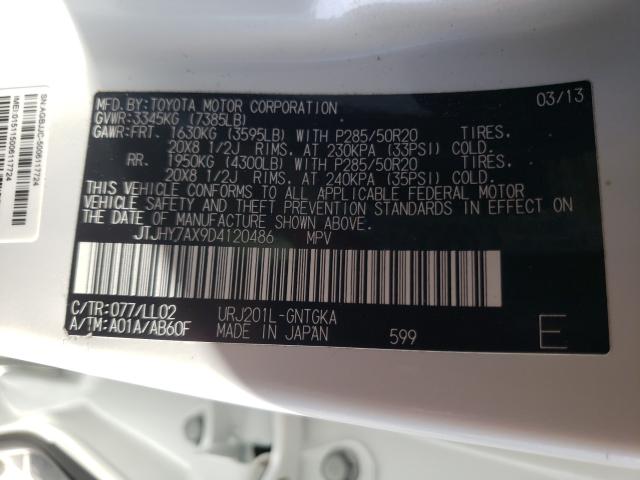 MFD.BY:TOYOTA MOTOR CORPORATION 03/13
GVWR:3345KG (7385LB)
GAWR:FRT. 1630KG (3595LB) WITH P285/50R20
20X8 1/2J RIMS, AT 230KPA (33PSI) COLD.
RR. 1950KG (4300LB) WITH P285/50R20
20X8 1/2J RIMS, AT 240KPA (35PSI) COLD.
THIS VEHICLE CONFORMS TO ALL APPLICABLE FEDERAL MOTOR
VEHICLE SAFETY AND THEFT PREVENTION STANDARDS IN EFFECT ON
THE DATE OF MANUFACTURE SHOWN ABOVE.
JTJHY7AX9D4120486 MPV
C/TR:077/LL02 URJ201L-GNTGKA
A/TM:A01A/AB60F MADE IN JAPAN 599 E